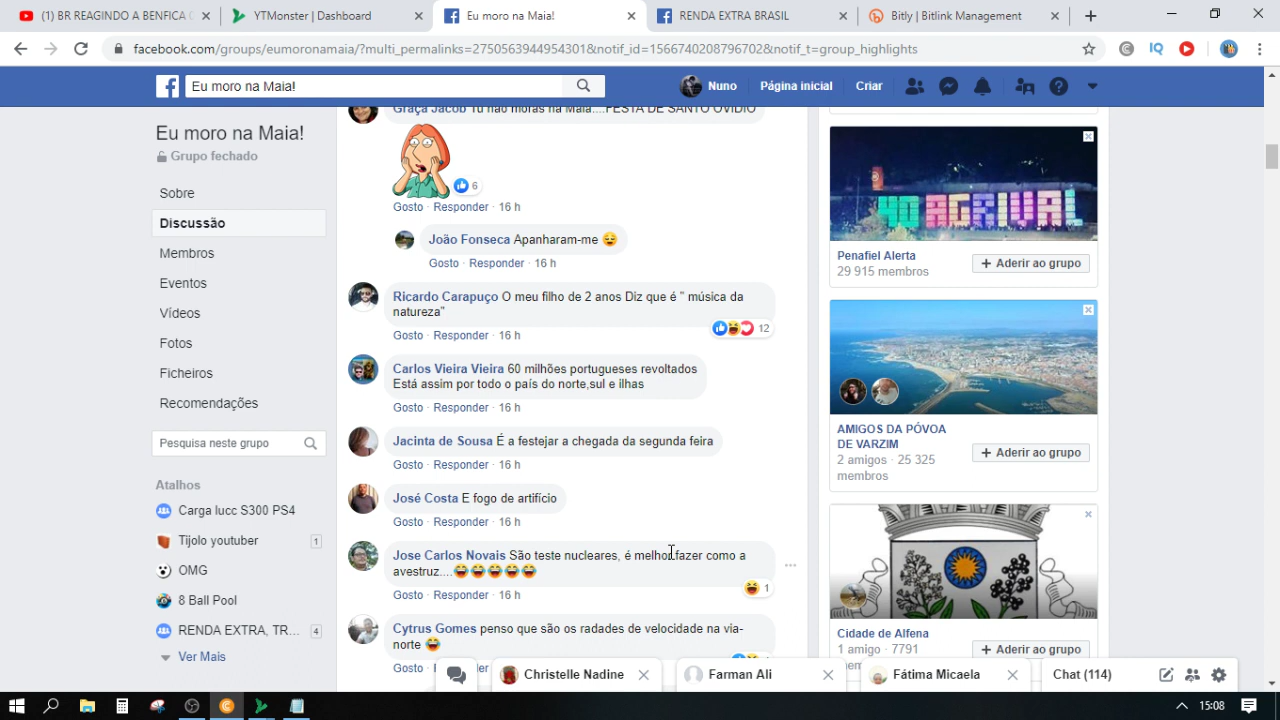 (1) BR REAGINDO A BENFICA
YTMonster | Dashboard
Eu moro na Maia!
RENDA EXTRA BRASIL
Bitly | Bitlink Management
facebook.com/groups/eumoronamaia/?multi_permalinks=2750563944954301&notif_id=1566740208796702&notif_t=group_highlights
Eu moro na Maia!
Nuno
Página inicial
Criar
Eu moro na Maia!
Grupo fechado
Sobre
Discussão
Membros
Eventos
Vídeos
Fotos
Ficheiros
Recomendações
Pesquisa neste grupo
Atalhos
Carga lucc S300 PS4
Tijolo youtuber 1
OMG
8 Ball Pool
RENDA EXTRA, TR... 4
Ver Mais
Graça Jacob Tu não moras na Maia....FESTA DE SANTO OVIDIO
6
Gosto · Responder · 16 h
João Fonseca Apanharam-me 😩
Gosto · Responder · 16 h
Ricardo Carapuço O meu filho de 2 anos Diz que é “ música da
natureza”
12
Gosto · Responder · 16 h
Carlos Vieira Vieira 60 milhões portugueses revoltados
Está assim por todo o país do norte,sul e ilhas
Gosto · Responder · 16 h
Jacinta de Sousa É a festejar a chegada da segunda feira
Gosto · Responder · 16 h
José Costa E fogo de artifício
Gosto · Responder · 16 h
Jose Carlos Novais São teste nucleares, é melhor fazer como a
avestruz....😂😂😂😂😂
1
Gosto · Responder · 16 h
Cytrus Gomes penso que são os radades de velocidade na via-
norte 😂
Gosto
16 h
40 AGRIVAL
Penafiel Alerta
29 915 membros
+ Aderir ao grupo
AMIGOS DA PÓVOA
DE VARZIM
2 amigos · 25 325
membros
+ Aderir ao grupo
Cidade de Alfena
1 amigo · 7791
+ Aderir ao grupo
Christelle Nadine
Farman Ali
Fátima Micaela
Chat (114)
15:08